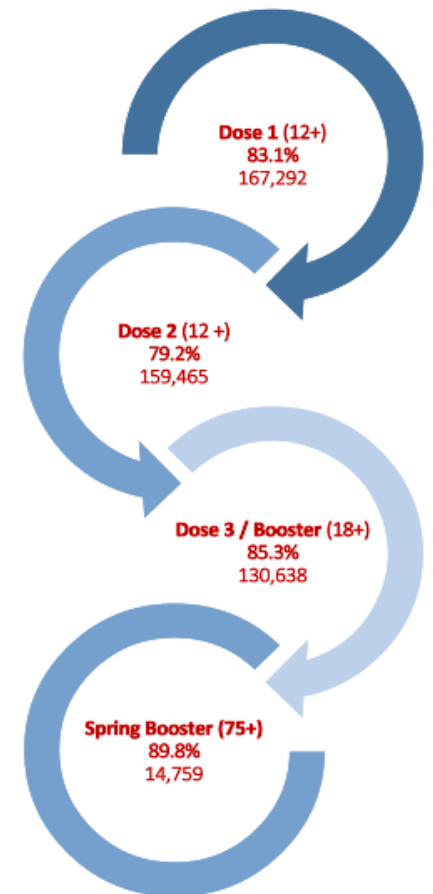 Dose 1 (12+)
83.1%
167,292
Dose 2 (12 +)
79.2%
159,465
Dose 3 / Booster (18+)
85.3%
130,638
Spring Booster (75+)
89.8%
14,759